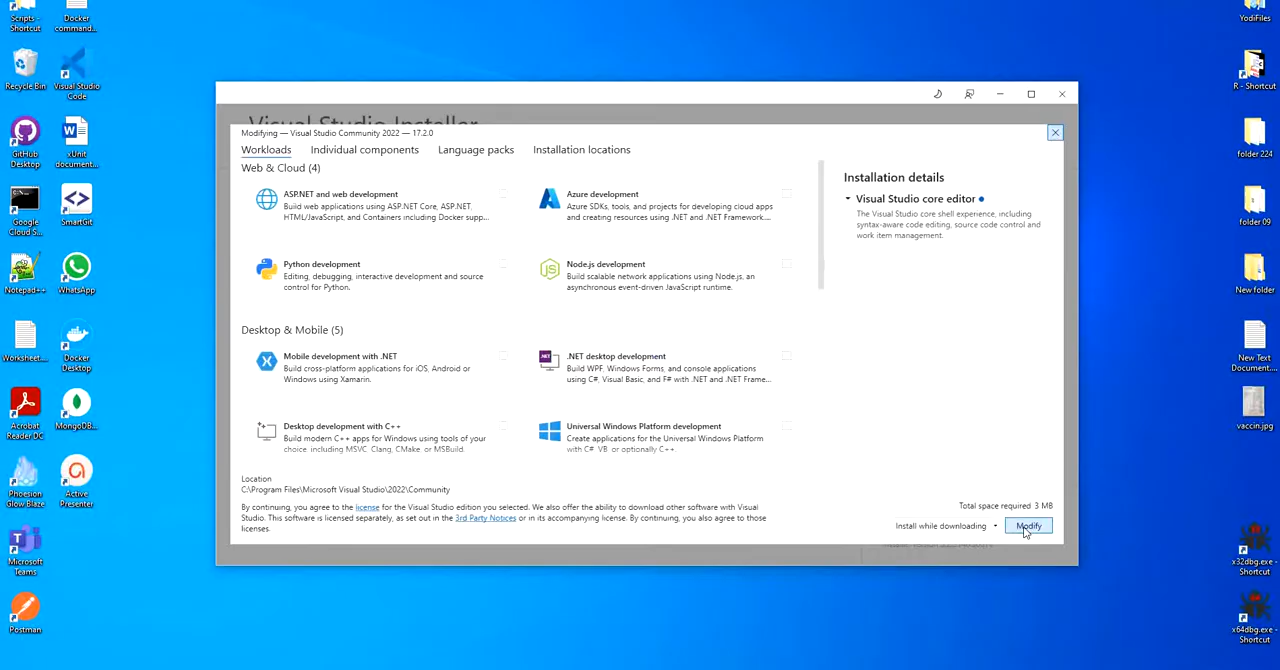 Scripts -
Shortcut
Docker
command...
Recycle Bin
Visual Studio
Code
GitHub
Desktop
xUnit
document...
Google
Cloud S...
SmartGit
Notepad++
WhatsApp
Worksheet...
Docker
Desktop
Acrobat
Reader DC
MongoDB...
Phoesion
Glow Blaze
Active
Presenter
Microsoft
Teams
Postman
Visual Studio Installer
Modifying — Visual Studio Community 2022 — 17.2.0
Workloads
Individual components
Language packs
Installation locations
Web & Cloud (4)
ASP.NET and web development
Build web applications using ASP.NET Core, ASP.NET,
HTML/JavaScript, and Containers including Docker supp...
Azure development
Azure SDKs, tools, and projects for developing cloud apps
and creating resources using .NET and .NET Framework....
Python development
Editing, debugging, interactive development and source
control for Python.
Node.js development
Build scalable network applications using Node.js, an
asynchronous event-driven JavaScript runtime.
Desktop & Mobile (5)
Mobile development with .NET
Build cross-platform applications for iOS, Android or
Windows using Xamarin.
.NET desktop development
Build WPF, Windows Forms, and console applications
using C#, Visual Basic, and F# with .NET and .NET Frame...
Desktop development with C++
Build modern C++ apps for Windows using tools of your
choice, including MSVC, Clang, CMake, or MSBuild.
Universal Windows Platform development
Create applications for the Universal Windows Platform
with C#, VB, or optionally C++.
Installation details
Visual Studio core editor
The Visual Studio core shell experience, including
syntax-aware code editing, source code control and
work item management.
Location
C:\Program Files\Microsoft Visual Studio\2022\Community
By continuing, you agree to the license for the Visual Studio edition you selected. We also offer the ability to download other software with Visual
Studio. This software is licensed separately, as set out in the 3rd Party Notices or in its accompanying license. By continuing, you also agree to those
licenses.
Total space required 3 MB
Install while downloading
Modify
YodiFiles
R - Shortcut
folder 224
folder 09
New folder
New Text
Document....
vaccin.jpg
x32dbg.exe -
Shortcut
x64dbg.exe -
Shortcut